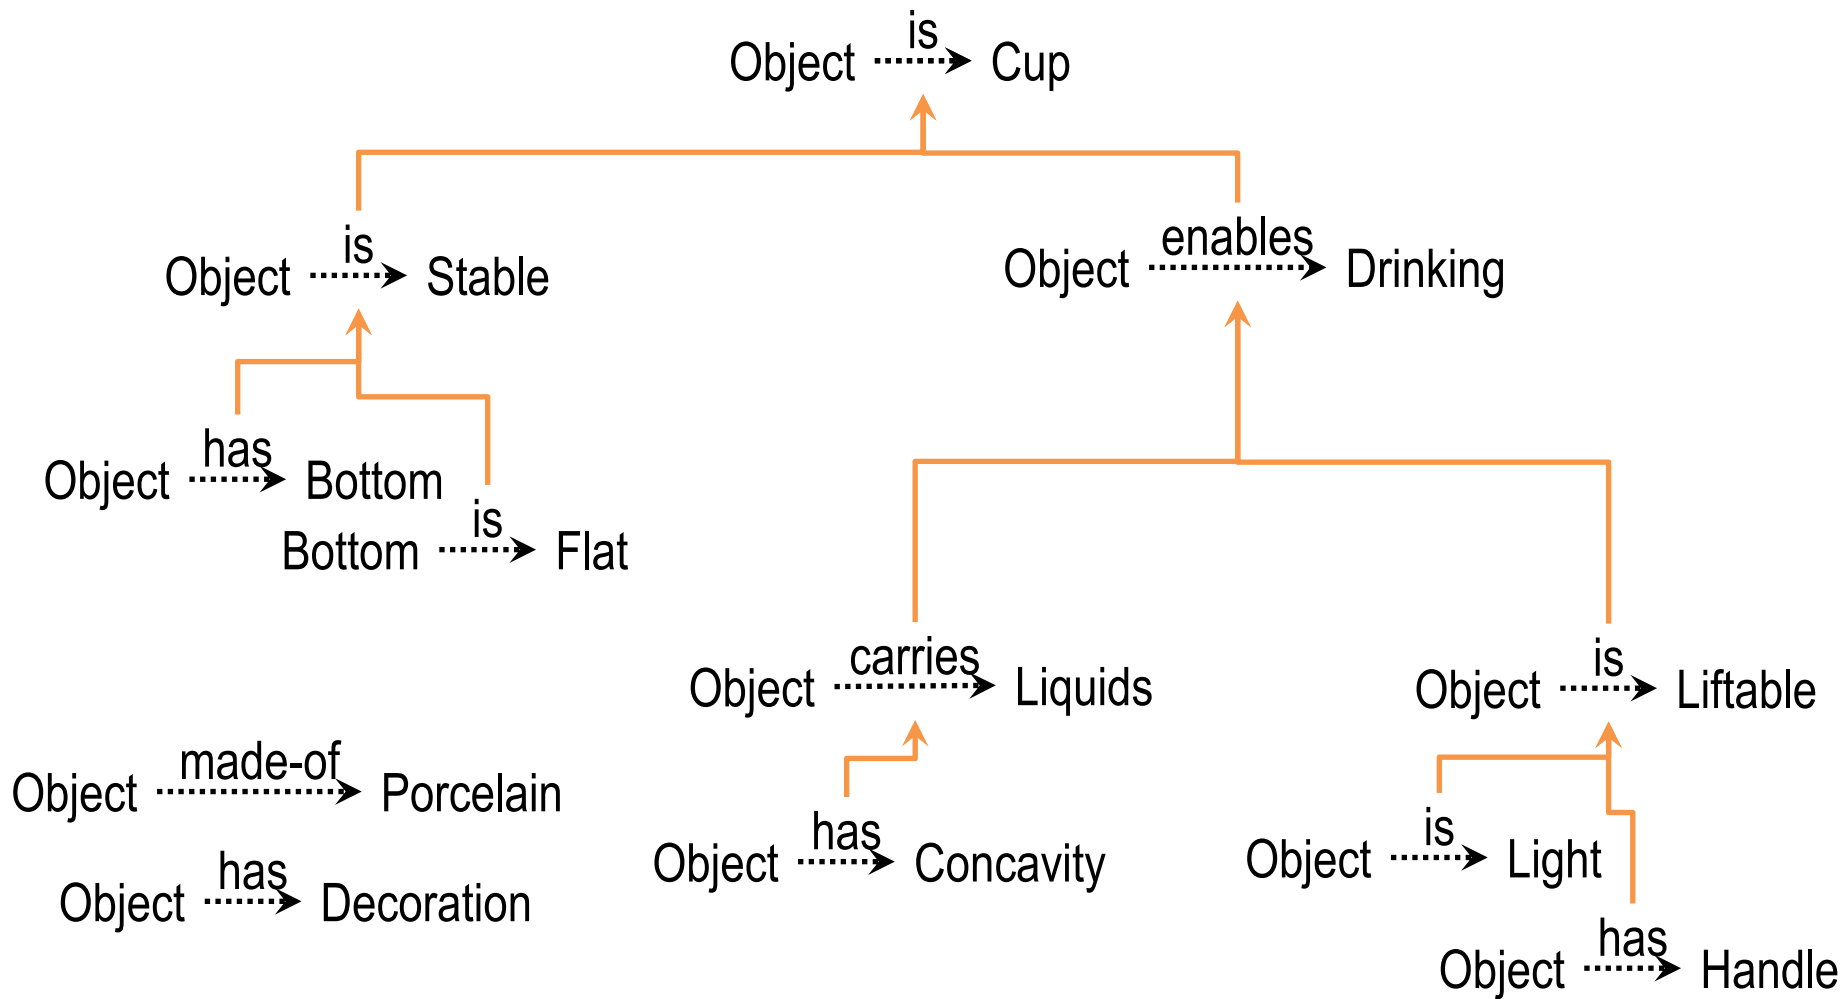 Object is Cup
Object is Stable
Object enables Drinking
Object has Bottom
Bottom is Flat
Object carries Liquids
Object is Liftable
Object made-of Porcelain
Object has Concavity
Object is Light
Object has Decoration
Object has Handle